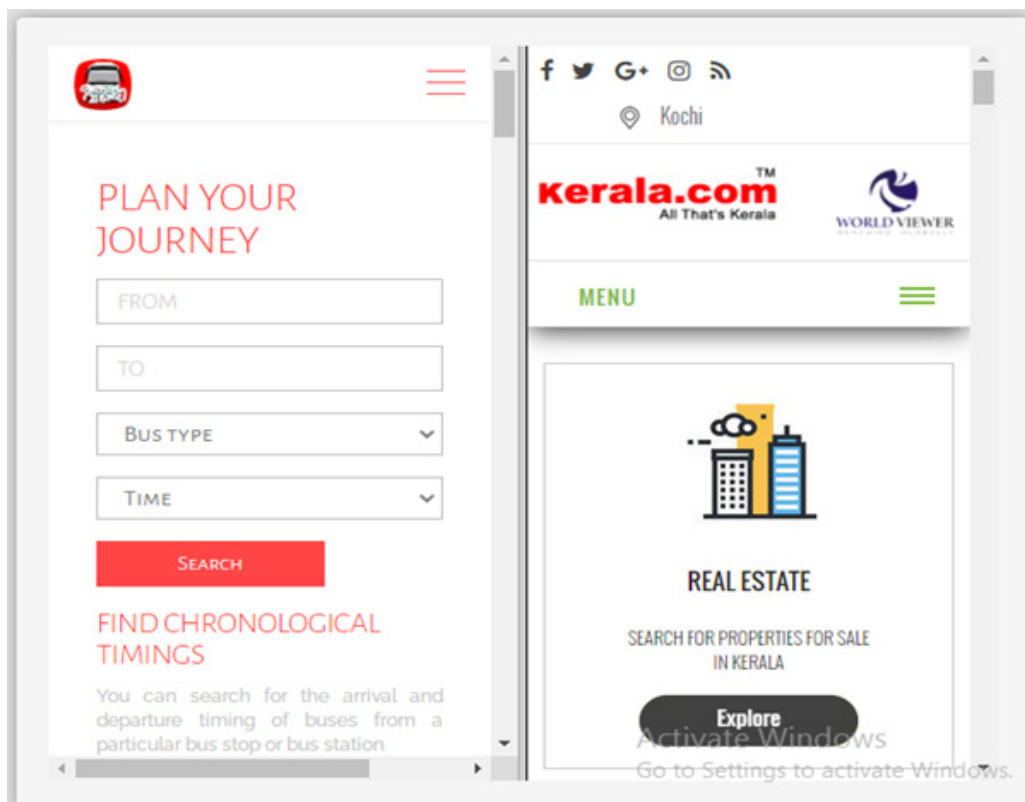 PLAN YOUR
JOURNEY
FROM
TO
BUS TYPE
TIME
SEARCH
FIND CHRONOLOGICAL
TIMINGS
You can search for the arrival and
departure timing of buses from a
particular bus stop or bus station
f G+
Kochi
Kerala.com TM
All That's Kerala
WORLD VIEWER
MENU
REAL ESTATE
SEARCH FOR PROPERTIES FOR SALE
IN KERALA
Explore
Activate Windows
Go to Settings to activate Windows.